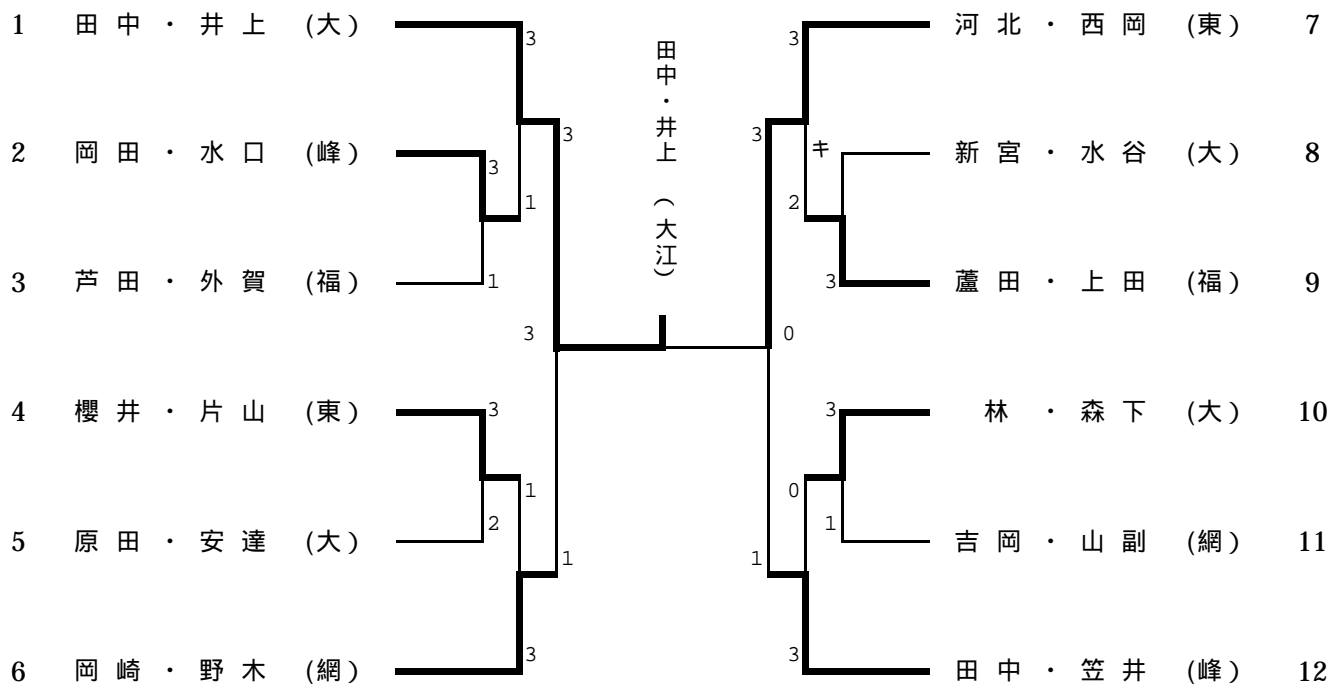 1 田中・井上 (大)
2 岡田・水口 (峰)
3 芦田・外賀 (福)
4 櫻井・片山 (東)
5 原田・安達 (大)
6 岡崎・野木 (網)
3
3
3
1
1
3
3
1
2
1
3
田中・井上 (大江)
3
3
キ
2
3
0
3
0
1
1
3
河北・西岡 (東) 7
新宮・水谷 (大) 8
蘆田・上田 (福) 9
林・森下 (大) 10
吉岡・山副 (網) 11
田中・笠井 (峰) 12